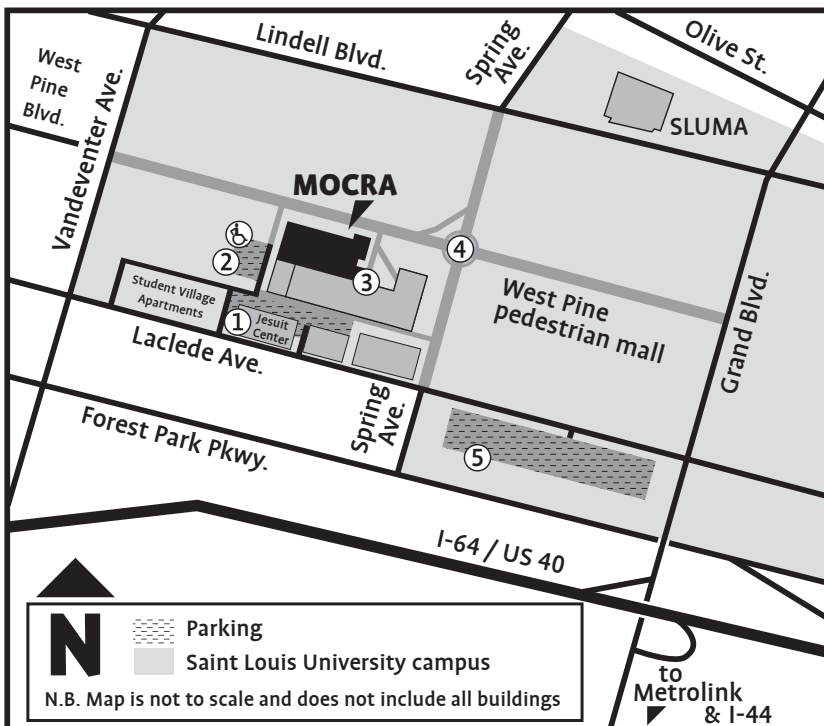 Lindell Blvd.
Spring
Ave.
Olive St.
West
Pine
Blvd.
SLUMA
Vandeventer Ave.
MOCRA
♿
2
4
3
Student Village
Apartments
1
Jesuit
Center
West Pine
pedestrian mall
Grand Blvd.
Laclede Ave.
Spring
Ave.
Forest Park Pkwy.
5
I-64 / US 40
N
Parking
Saint Louis University campus
N.B. Map is not to scale and does not include all buildings
to
Metrolink
& I-44